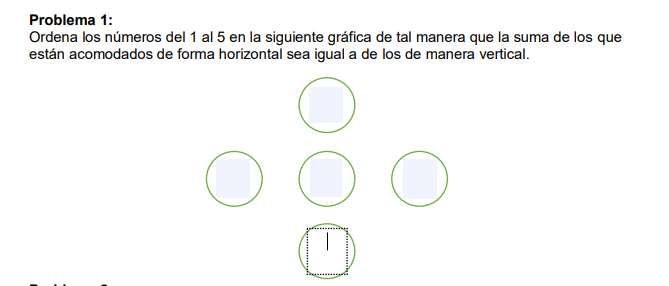 Problema 1:
Ordena los números del 1 al 5 en la siguiente gráfica de tal manera que la suma de los que
están acomodados de forma horizontal sea igual a de los de manera vertical.